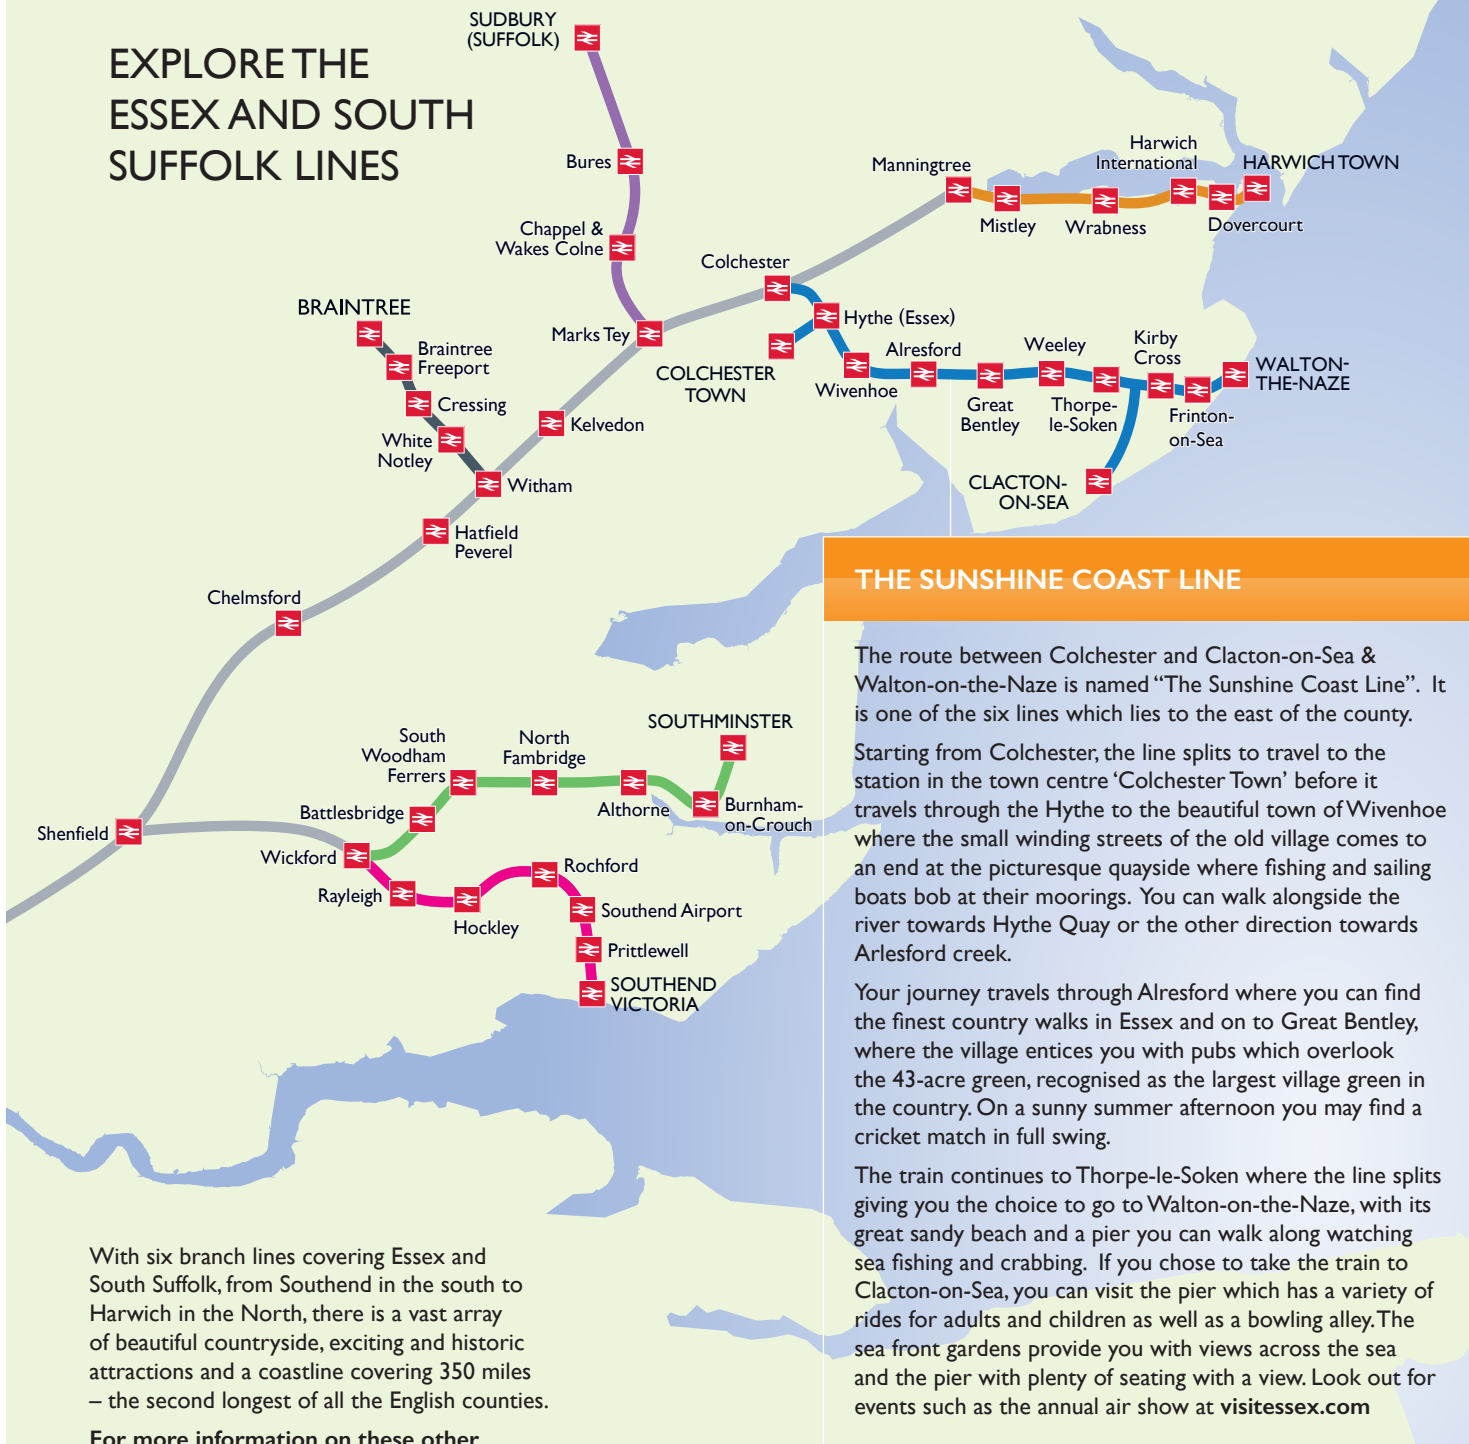 EXPLORE THE
ESSEX AND SOUTH
SUFFOLK LINES
SUDBURY
(SUFFOLK)
Bures
Chappel &
Wakes Colne
Marks Tey
Manningtree
Mistley
Wrabness
Harwich
International
Dovercourt
HARWICH TOWN
Colchester
Hythe (Essex)
COLCHESTER
TOWN
Wivenhoe
Alresford
Great
Bentley
Weeley
Thorpe-
le-Soken
Kirby
Cross
Frinton-
on-Sea
WALTON-
THE-NAZE
CLACTON-
ON-SEA
BRAINTREE
Braintree
Freeport
Cressing
White
Notley
Witham
Kelvedon
Hatfield
Peverel
Chelmsford
Shenfield
Wickford
Battlesbridge
South
Woodham
Ferrers
North
Fambridge
Althorne
Burnham-
on-Crouch
SOUTHMINSTER
Rayleigh
Hockley
Rochford
Southend Airport
Prittlewell
SOUTHEND
VICTORIA
With six branch lines covering Essex and
South Suffolk, from Southend in the south to
Harwich in the North, there is a vast array
of beautiful countryside, exciting and historic
attractions and a coastline covering 350 miles
– the second longest of all the English counties.
For more information on these other
THE SUNSHINE COAST LINE
The route between Colchester and Clacton-on-Sea &
Walton-on-the-Naze is named “The Sunshine Coast Line”. It
is one of the six lines which lies to the east of the county.
Starting from Colchester, the line splits to travel to the
station in the town centre ‘Colchester Town’ before it
travels through the Hythe to the beautiful town of Wivenhoe
where the small winding streets of the old village comes to
an end at the picturesque quayside where fishing and sailing
boats bob at their moorings. You can walk alongside the
river towards Hythe Quay or the other direction towards
Arlesford creek.
Your journey travels through Alresford where you can find
the finest country walks in Essex and on to Great Bentley,
where the village entices you with pubs which overlook
the 43-acre green, recognised as the largest village green in
the country. On a sunny summer afternoon you may find a
cricket match in full swing.
The train continues to Thorpe-le-Soken where the line splits
giving you the choice to go to Walton-on-the-Naze, with its
great sandy beach and a pier you can walk along watching
sea fishing and crabbing. If you chose to take the train to
Clacton-on-Sea, you can visit the pier which has a variety of
rides for adults and children as well as a bowling alley. The
sea front gardens provide you with views across the sea
and the pier with plenty of seating with a view. Look out for
events such as the annual air show at visitessex.com